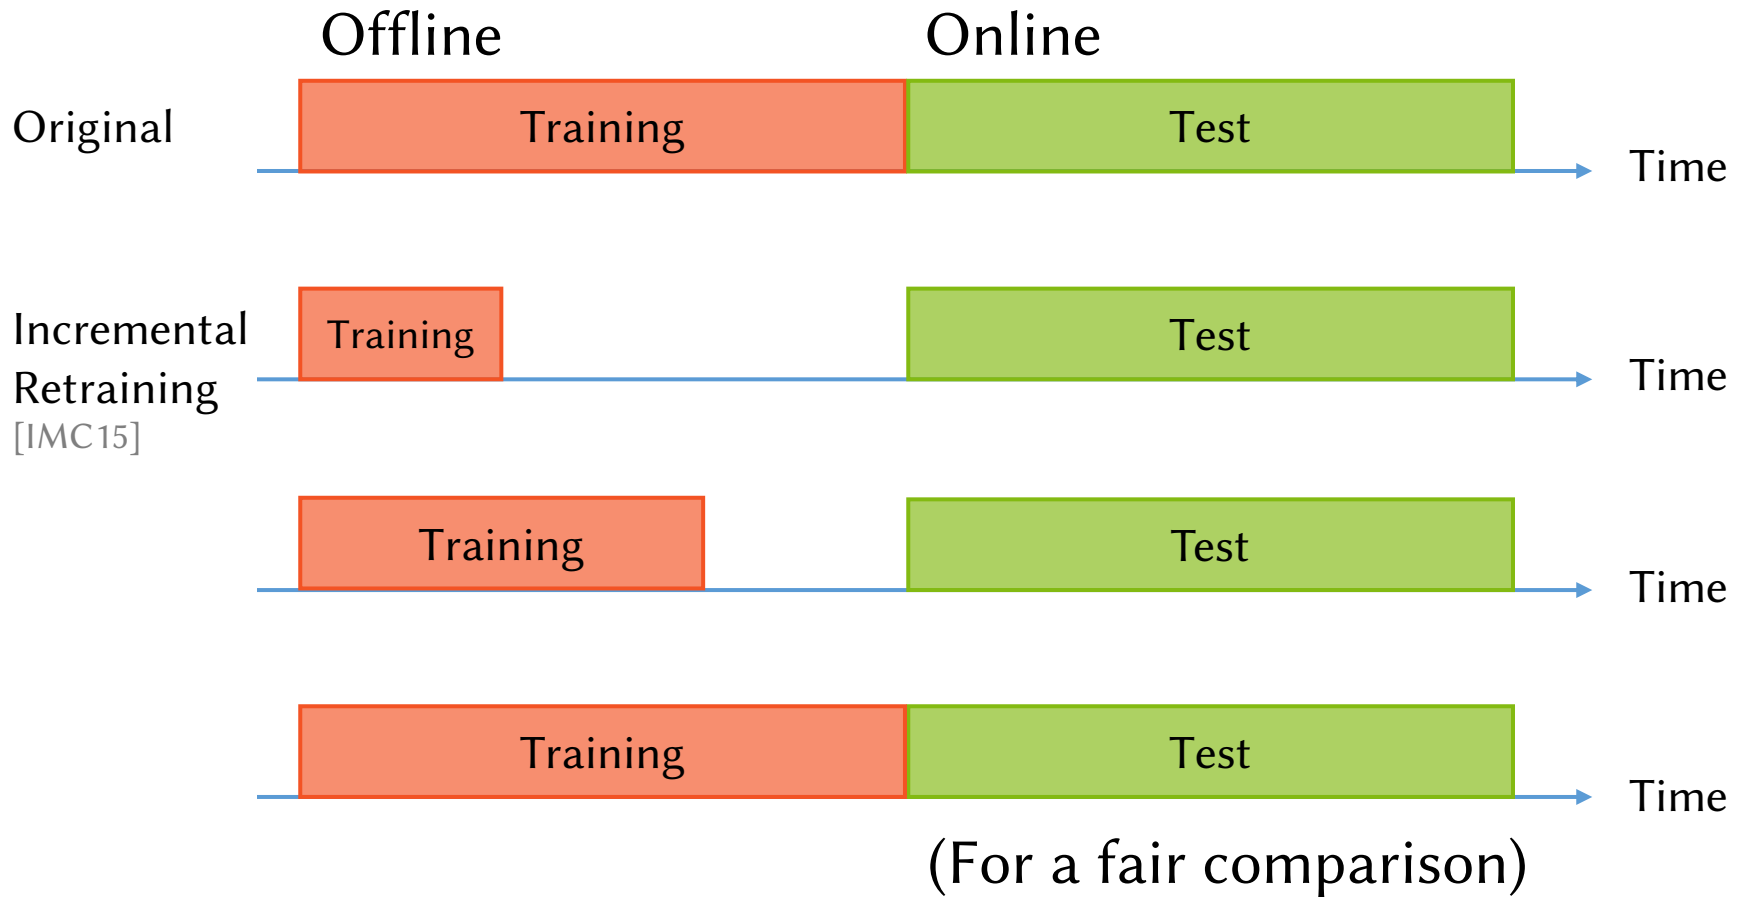 Offline
Online
Original
Training
Test
Time
Incremental
Retraining
[IMC15]
Training
Test
Time
Training
Test
Time
Training
Test
Time
(For a fair comparison)